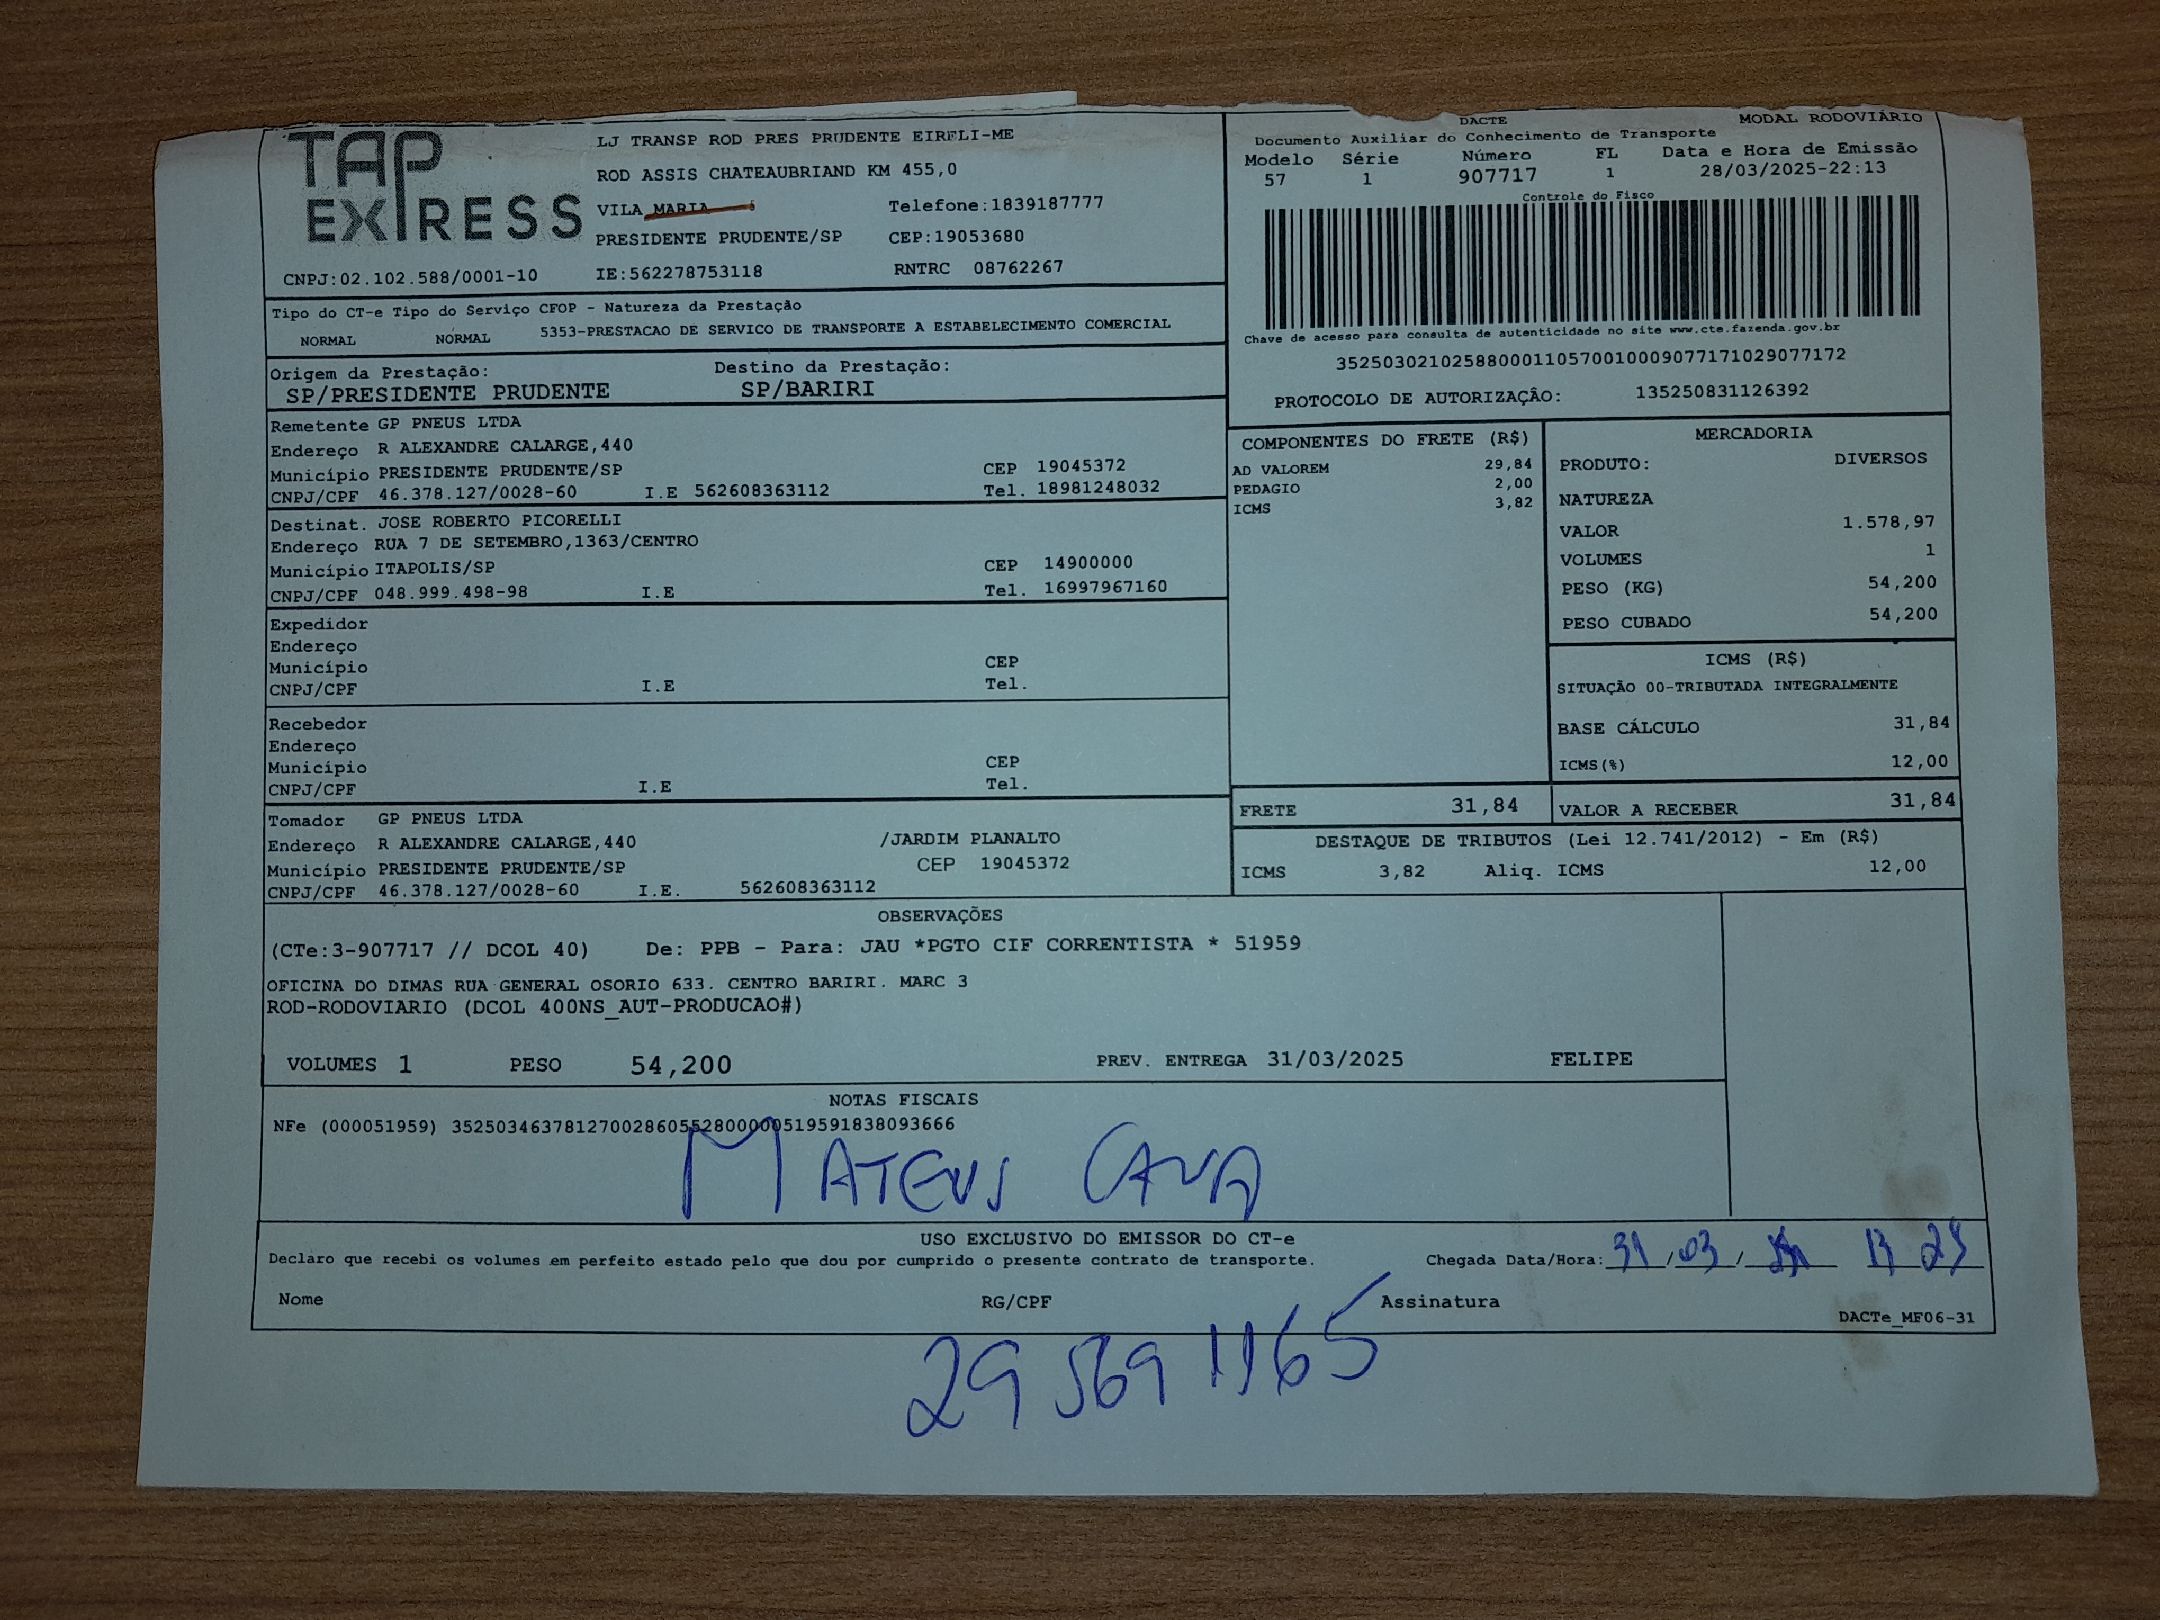 TAP
EXPRESS
CNPJ:02.102.588/0001-10
LJ TRANSP ROD PRES PRUDENTE EIRELI-ME
ROD ASSIS CHATEAUBRIAND KM 455,0
VILA MARIA Telefone:1839187777
PRESIDENTE PRUDENTE/SP CEP:19053680
IE:562278753118 RNTRC 08762267
DACTE MODAL RODOVIÁRIO
Documento Auxiliar do Conhecimento de Transporte
Modelo Série Número FL Data e Hora de Emissão
57 1 907717 1 28/03/2025-22:13
Controle do Fisco
Chave de acesso para consulta de autenticidade no site www.cte.fazenda.gov.br
35250302102588000110570010009077171029077172
PROTOCOLO DE AUTORIZAÇÂO: 135250831126392
Tipo do CT-e Tipo do Serviço CFOP - Natureza da Prestação
NORMAL NORMAL 5353-PRESTACAO DE SERVICO DE TRANSPORTE A ESTABELECIMENTO COMERCIAL
Origem da Prestação: Destino da Prestação:
SP/PRESIDENTE PRUDENTE SP/BARIRI
Remetente GP PNEUS LTDA
Endereço R ALEXANDRE CALARGE,440
Município PRESIDENTE PRUDENTE/SP CEP 19045372
CNPJ/CPF 46.378.127/0028-60 I.E 562608363112 Tel. 18981248032
Destinat. JOSE ROBERTO PICORELLI
Endereço RUA 7 DE SETEMBRO,1363/CENTRO
Município ITAPOLIS/SP CEP 14900000
CNPJ/CPF 048.999.498-98 I.E Tel. 16997967160
Expedidor
Endereço
Município CEP
CNPJ/CPF I.E Tel.
Recebedor
Endereço
Município CEP
CNPJ/CPF I.E Tel.
Tomador GP PNEUS LTDA
Endereço R ALEXANDRE CALARGE,440 /JARDIM PLANALTO
Município PRESIDENTE PRUDENTE/SP CEP 19045372
CNPJ/CPF 46.378.127/0028-60 I.E. 562608363112
COMPONENTES DO FRETE (R$)
AD VALOREM 29,84
PEDAGIO 2,00
ICMS 3,82
MERCADORIA
PRODUTO: DIVERSOS
NATUREZA
VALOR 1.578,97
VOLUMES 1
PESO (KG) 54,200
PESO CUBADO 54,200
ICMS (R$)
SITUAÇÃO 00-TRIBUTADA INTEGRALMENTE
BASE CÁLCULO 31,84
ICMS(%) 12,00
FRETE 31,84 VALOR A RECEBER 31,84
DESTAQUE DE TRIBUTOS (Lei 12.741/2012) - Em (R$)
ICMS 3,82 Aliq. ICMS 12,00
OBSERVAÇÕES
(CTe:3-907717 // DCOL 40) De: PPB - Para: JAU *PGTO CIF CORRENTISTA * 51959
OFICINA DO DIMAS RUA GENERAL OSORIO 633. CENTRO BARIRI. MARC 3
ROD-RODOVIARIO (DCOL 400NS_AUT-PRODUCAO#)
VOLUMES 1 PESO 54,200 PREV. ENTREGA 31/03/2025 FELIPE
NOTAS FISCAIS
NFe (000051959) 35250346378127002860552800000519591838093666
MATEUS CAVA
USO EXCLUSIVO DO EMISSOR DO CT-e
Declaro que recebi os volumes em perfeito estado pelo que dou por cumprido o presente contrato de transporte. Chegada Data/Hora: 31/03/
Nome RG/CPF Assinatura
DACTe_MF06-31
295691165